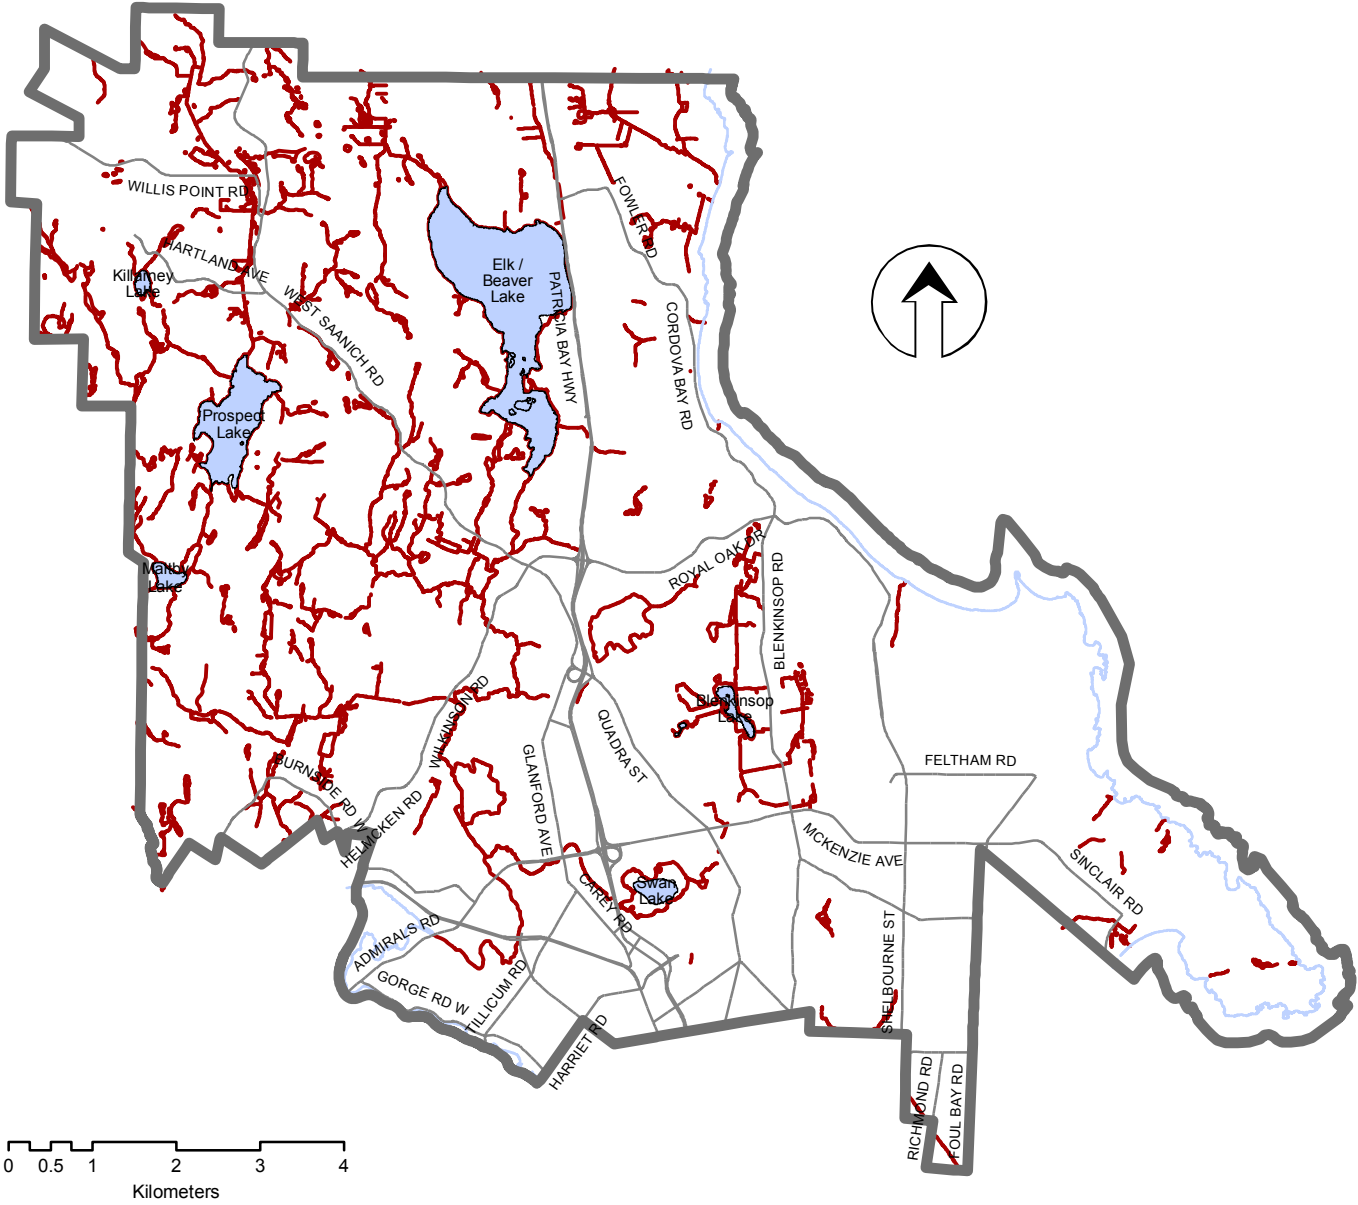 WILLIS POINT RD
FOWLER RD
HARTLAND AVE
Elk /
Beaver
Lake
Killarney
Lake
PATRICIA BAY HWY
WEST SAANICH RD
CORDOVA BAY RD
Prospect
Lake
ROYAL OAK DR
BLENKINSOP RD
Maltby
Lake
Blenkinsop
Lake
WILKINSON RD
QUADRA ST
GLANFORD AVE
FELTHAM RD
BURNSIDE RD W
HELMCKEN RD
MCKENZIE AVE
SINCLAIR RD
Swan
Lake
CAREY RD
ADMIRALS RD
SHELBOURNE ST
GORGE RD W
TILLICUM RD
HARRIET RD
RICHMOND RD
FOUL BAY RD
0 0.5 1 2 3 4
Kilometers